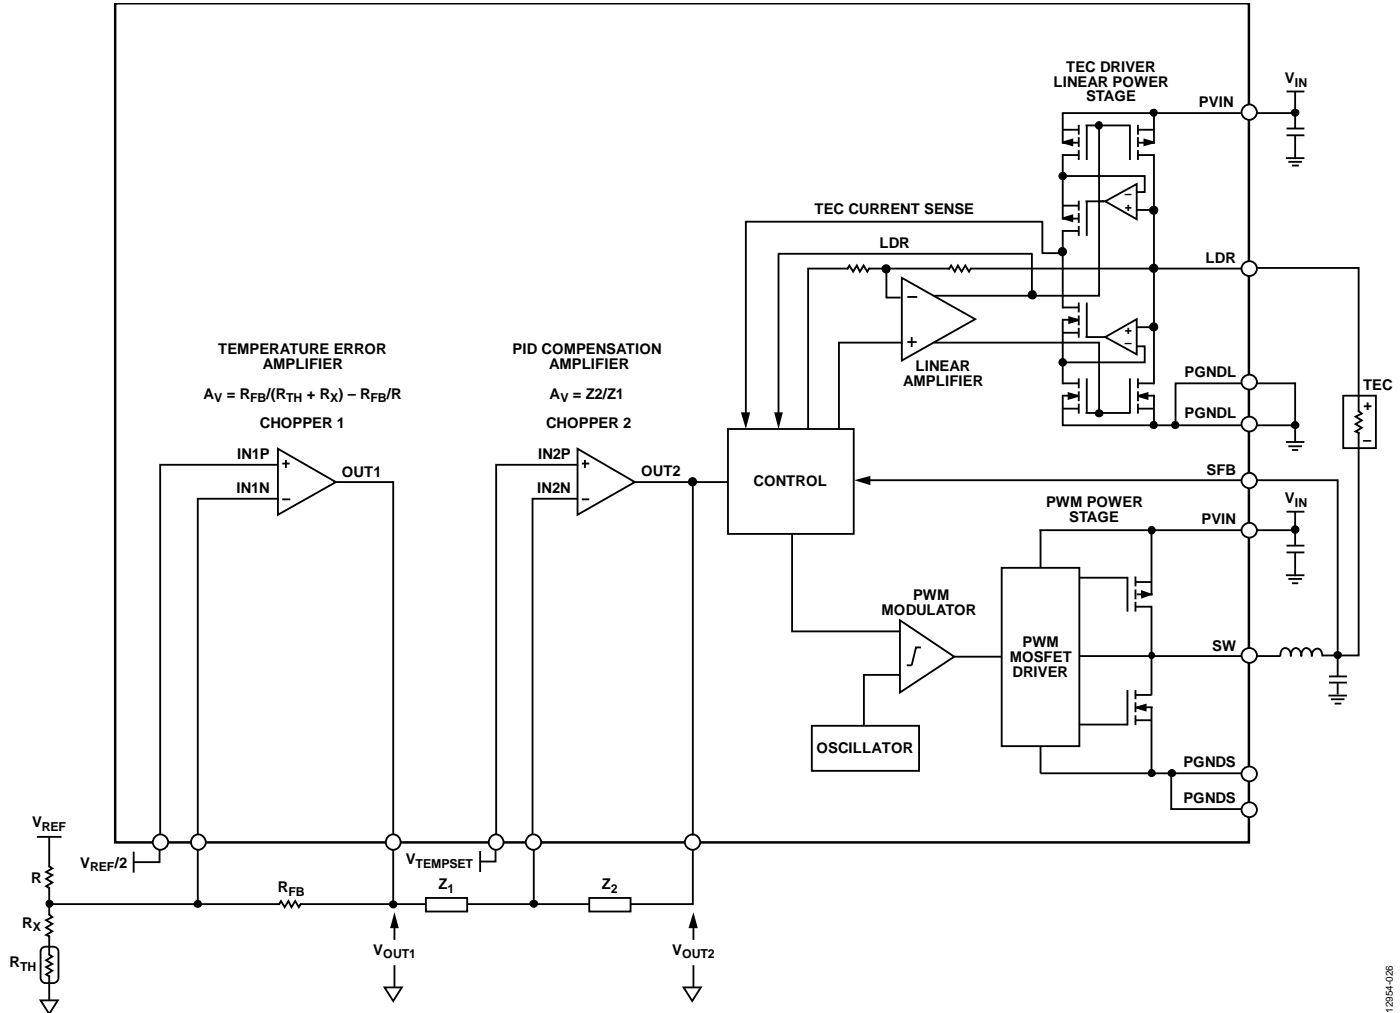 TEC DRIVER
LINEAR POWER
STAGE
VIN
PVIN
TEC CURRENT SENSE
LDR
LDR
−
+
−
+
+
−
LINEAR
AMPLIFIER
PGNDL
PGNDL
TEC
+
−
TEMPERATURE ERROR
AMPLIFIER
AV = RFB/(RTH + RX) – RFB/R
CHOPPER 1
PID COMPENSATION
AMPLIFIER
AV = Z2/Z1
CHOPPER 2
IN1P
IN1N
+
−
OUT1
IN2P
IN2N
+
−
OUT2
CONTROL
SFB
PWM POWER
STAGE
VIN
PVIN
PWM
MODULATOR
PWM
MOSFET
DRIVER
SW
OSCILLATOR
PGNDS
PGNDS
VREF
VREF/2
VTEMPSET
R
RFB
Z1
Z2
RX
RTH
VOUT1
VOUT2
12954-026